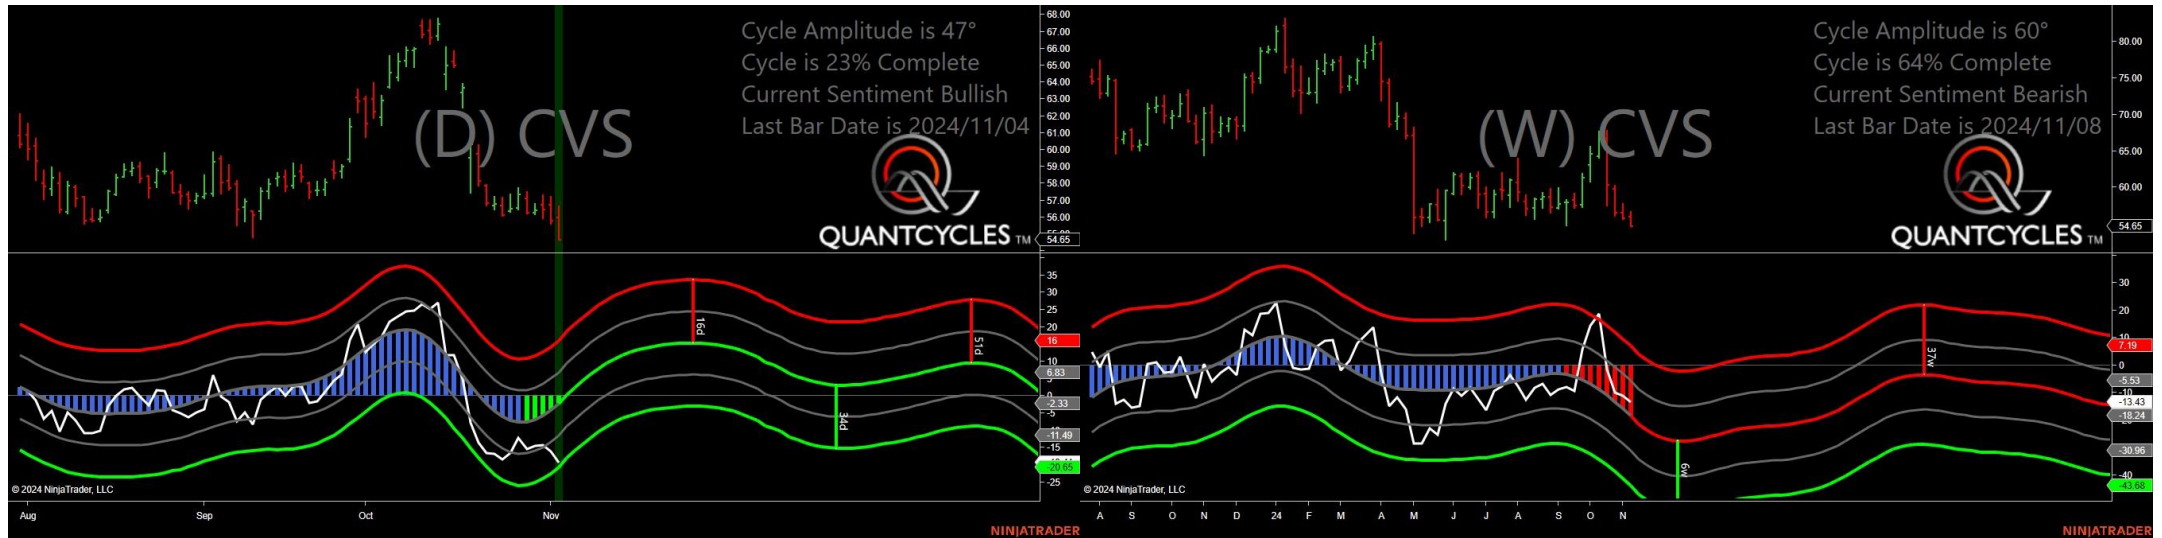 Cycle Amplitude is 47°
Cycle is 23% Complete
Current Sentiment Bullish
Last Bar Date is 2024/11/04
(D) CVS
QUANTCYCLES TM
68.00
67.00
66.00
65.00
64.00
63.00
62.00
61.00
60.00
59.00
58.00
57.00
56.00
54.65
16d
34d
51d
35
30
25
20
16
10
6.83
0
-2.33
-5
-11.49
-15
-20.65
-25
© 2024 NinjaTrader, LLC
Aug Sep Oct Nov
NINJATRADER
Cycle Amplitude is 60°
Cycle is 64% Complete
Current Sentiment Bearish
Last Bar Date is 2024/11/08
(W) CVS
QUANTCYCLES TM
80.00
75.00
70.00
65.00
60.00
54.65
6w
37w
30
20
10
7.19
0
-5.53
-10
-13.43
-18.24
-30.96
-40
-43.68
© 2024 NinjaTrader, LLC
A S O N D 24 F M A M J J A S O N
NINJATRADER